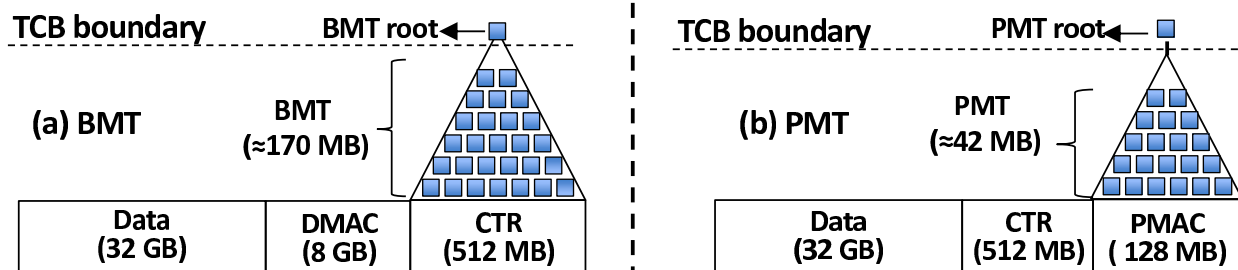 TCB boundary
BMT root
(a) BMT
BMT
(≈170 MB)
Data
(32 GB)
DMAC
(8 GB)
CTR
(512 MB)
TCB boundary
PMT root
(b) PMT
PMT
(≈42 MB)
Data
(32 GB)
CTR
(512 MB)
PMAC
( 128 MB)